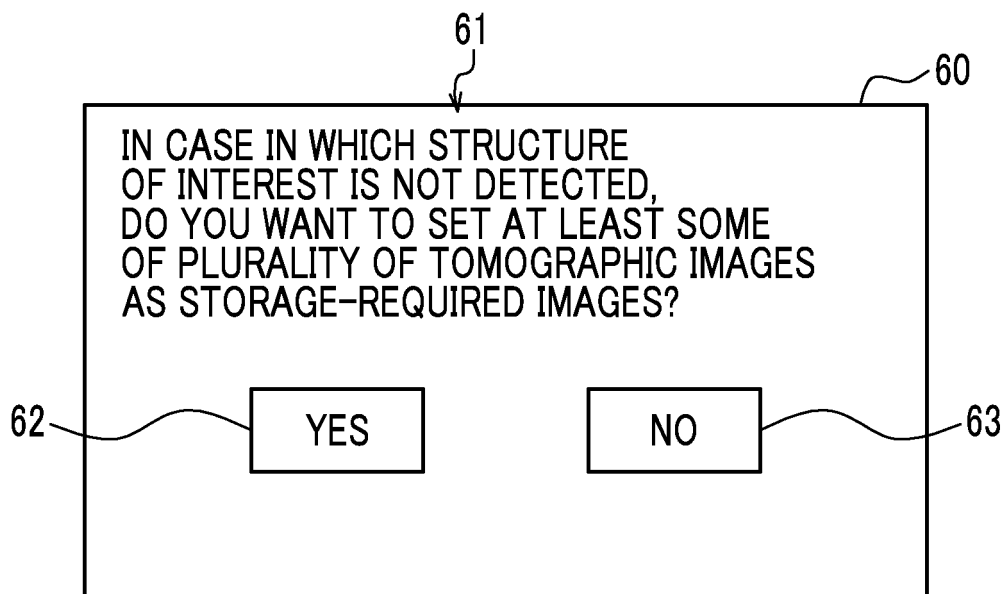 61
60
IN CASE IN WHICH STRUCTURE
OF INTEREST IS NOT DETECTED,
DO YOU WANT TO SET AT LEAST SOME
OF PLURALITY OF TOMOGRAPHIC IMAGES
AS STORAGE-REQUIRED IMAGES?
62 YES NO 63